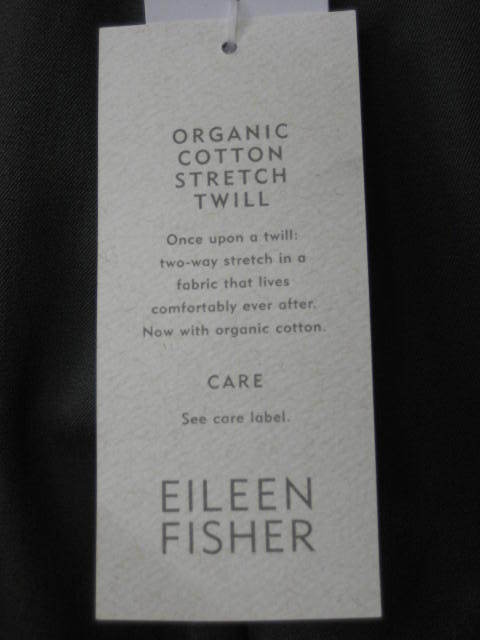 ORGANIC
COTTON
STRETCH
TWILL
Once upon a twill:
two-way stretch in a
fabric that lives
comfortably ever after.
Now with organic cotton.
CARE
See care label.
EILEEN
FISHER